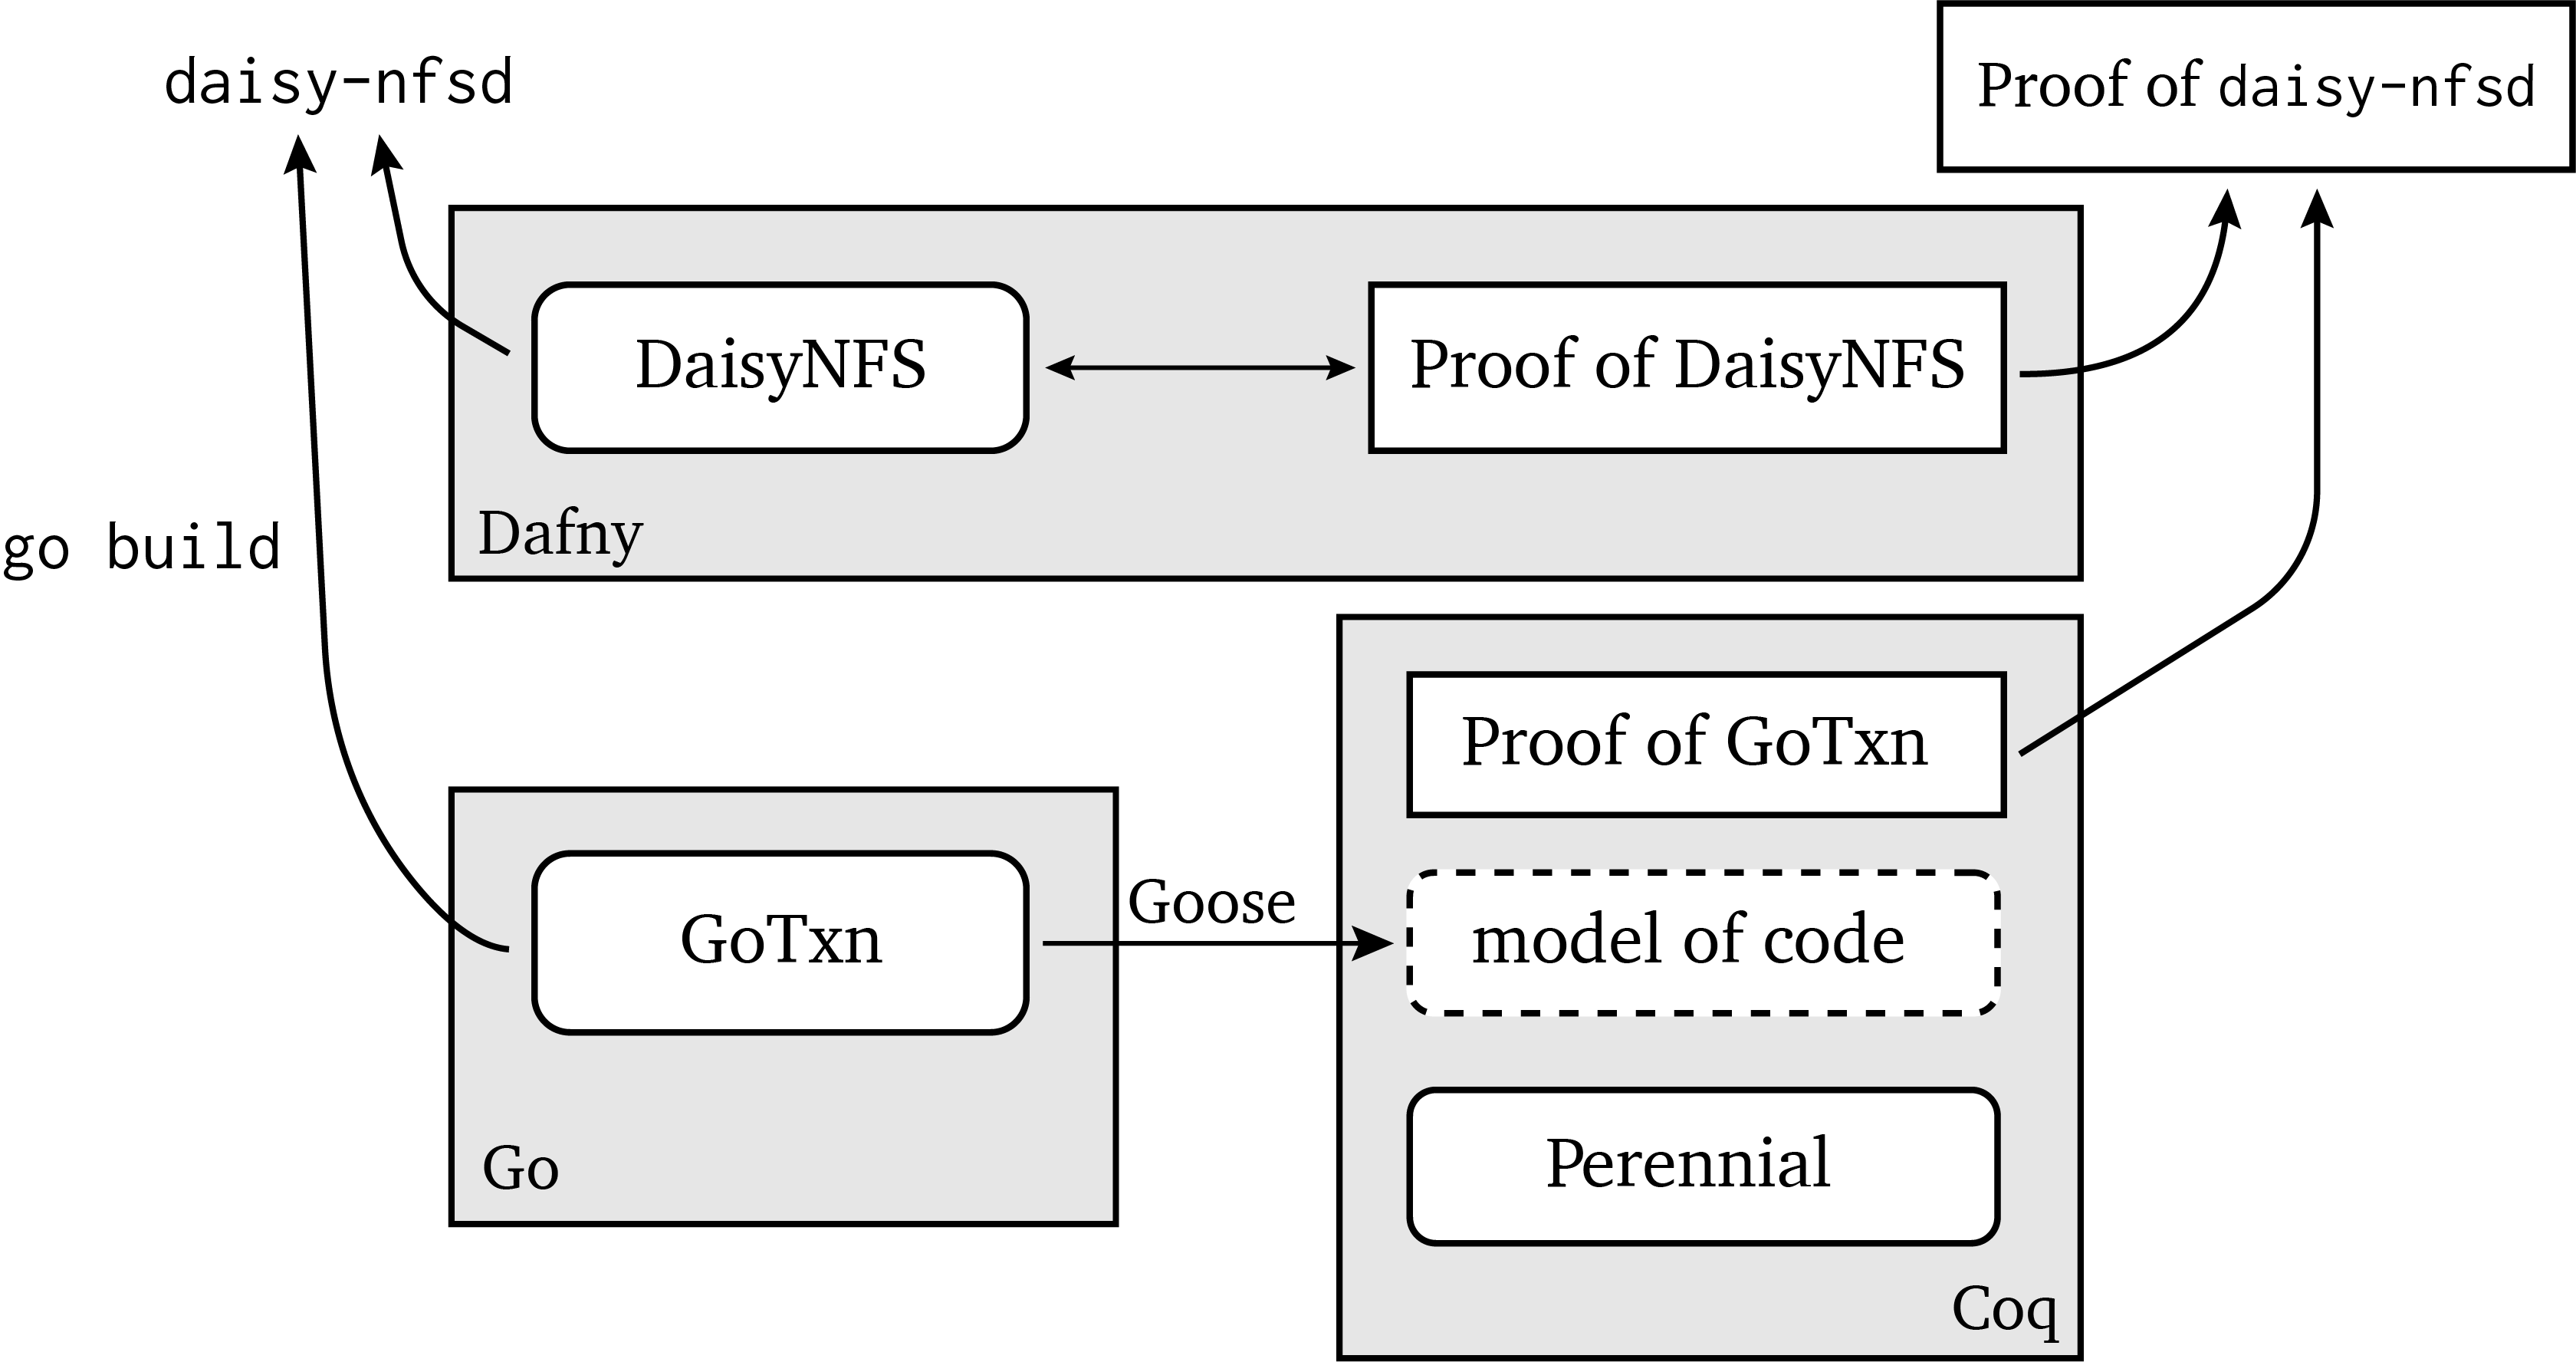 daisy-nfsd
Proof of daisy-nfsd
DaisyNFS
Proof of DaisyNFS
Dafny
go build
Proof of GoTxn
GoTxn
Goose
model of code
Go
Perennial
Coq